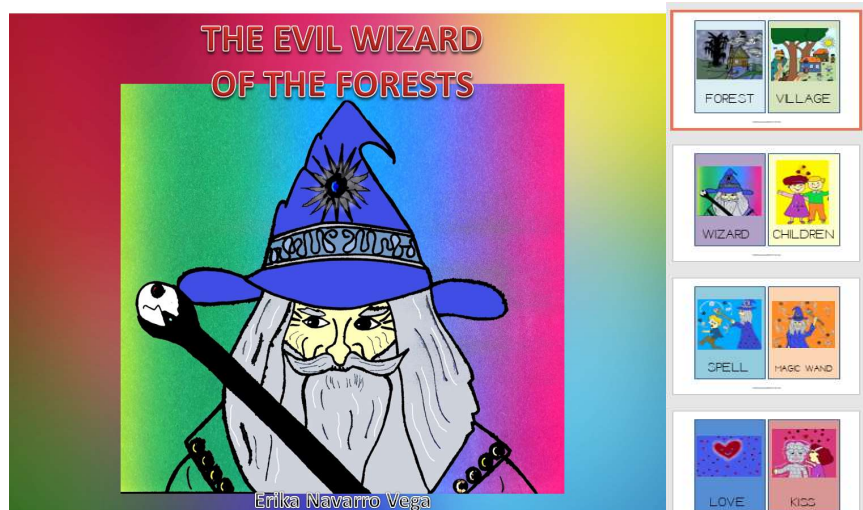 THE EVIL WIZARD
OF THE FORESTS
Erika Navarro Vega
FOREST
VILLAGE
WIZARD
CHILDREN
SPELL
MAGIC WAND
LOVE
KISS